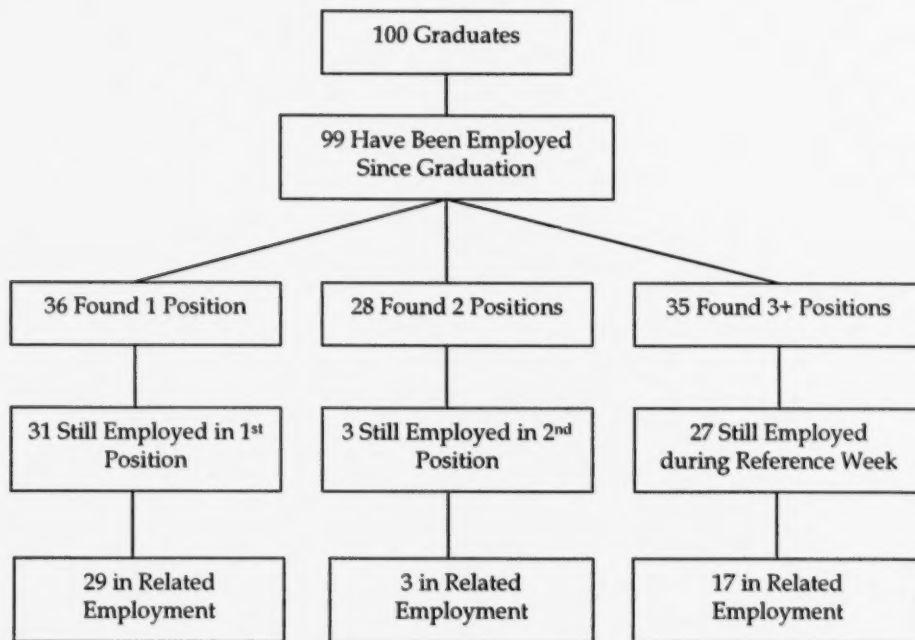 100 Graduates
99 Have Been Employed
Since Graduation
36 Found 1 Position
28 Found 2 Positions
35 Found 3+ Positions
31 Still Employed in 1st
Position
3 Still Employed in 2nd
Position
27 Still Employed
during Reference Week
29 in Related
Employment
3 in Related
Employment
17 in Related
Employment